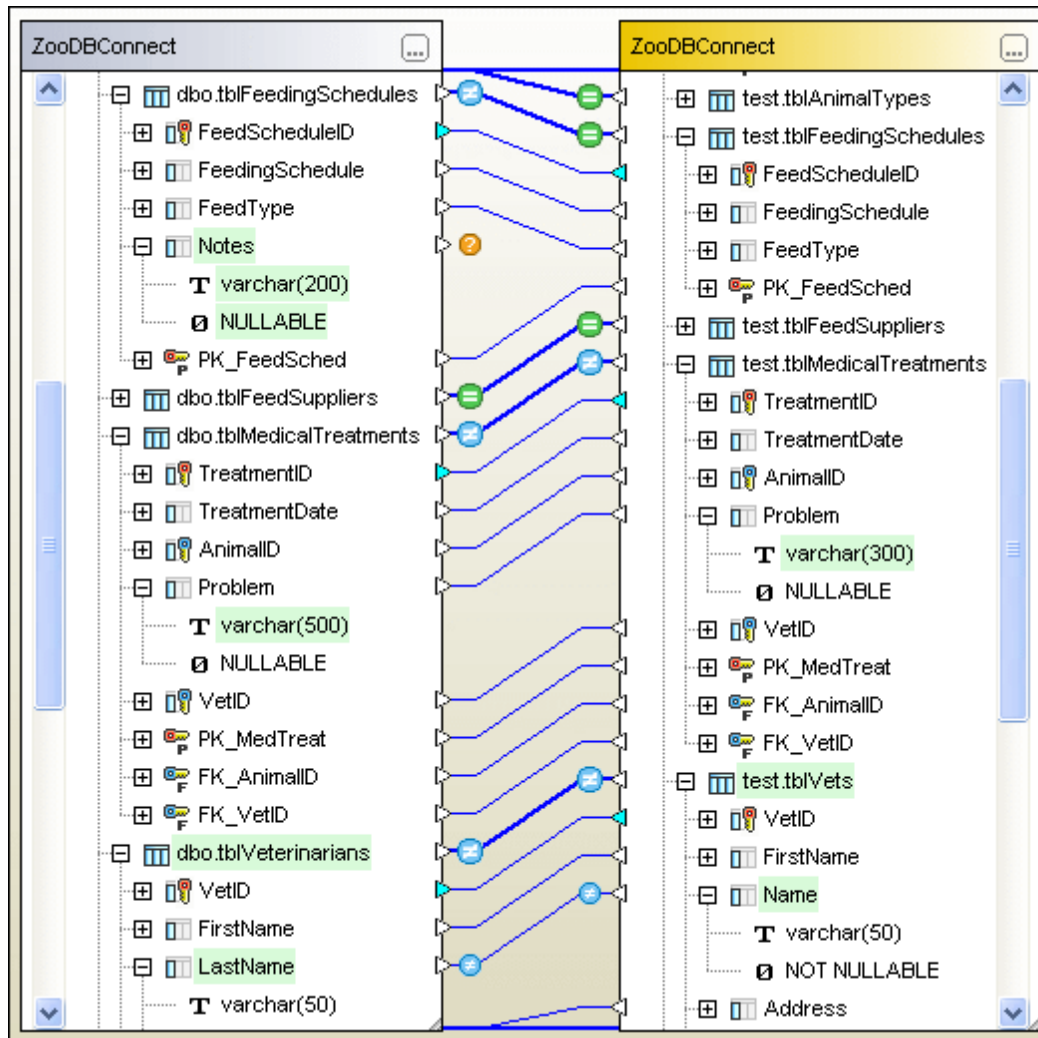 ZooDBConnect
...
dbo.tblFeedingSchedules
FeedScheduleID
FeedingSchedule
FeedType
Notes
?
T varchar(200)
Ø NULLABLE
PK_FeedSched
dbo.tblFeedSuppliers
=
dbo.tblMedicalTreatments
≠
TreatmentID
TreatmentDate
AnimalID
Problem
T varchar(500)
Ø NULLABLE
VetID
PK_MedTreat
FK_AnimalID
FK_VetID
dbo.tblVeterinarians
≠
VetID
FirstName
LastName
≠
T varchar(50)
ZooDBConnect
...
test.tblAnimalTypes
test.tblFeedingSchedules
FeedScheduleID
FeedingSchedule
FeedType
PK_FeedSched
test.tblFeedSuppliers
test.tblMedicalTreatments
TreatmentID
TreatmentDate
AnimalID
Problem
T varchar(300)
Ø NULLABLE
VetID
PK_MedTreat
FK_AnimalID
FK_VetID
test.tblVets
VetID
FirstName
Name
T varchar(50)
Ø NOT NULLABLE
Address